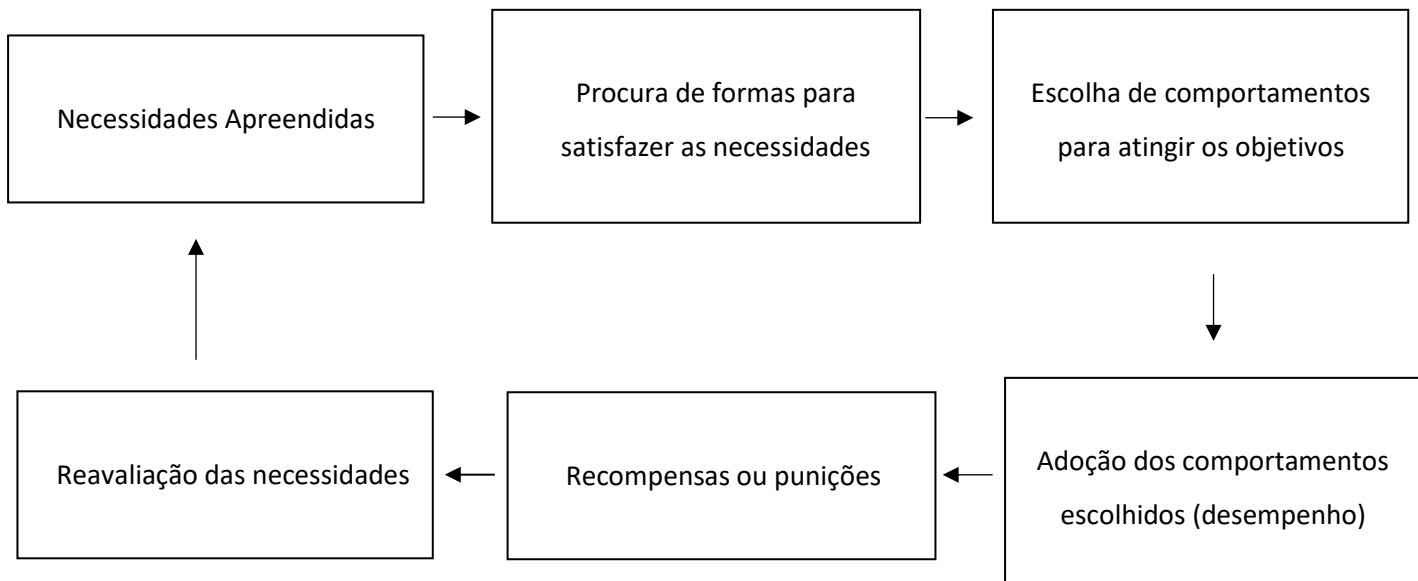 Necessidades Apreendidas
Procura de formas para
satisfazer as necessidades
Escolha de comportamentos
para atingir os objetivos
Adoção dos comportamentos
escolhidos (desempenho)
Recompensas ou punições
Reavaliação das necessidades